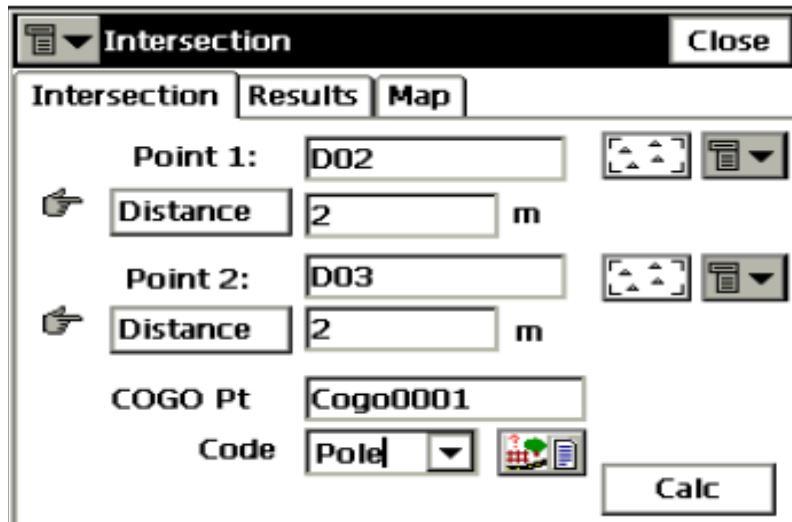 Intersection Close
Intersection Results Map
Point 1: D02
Distance 2 m
Point 2: D03
Distance 2 m
COGO Pt Cogo0001
Code Pole
Calc